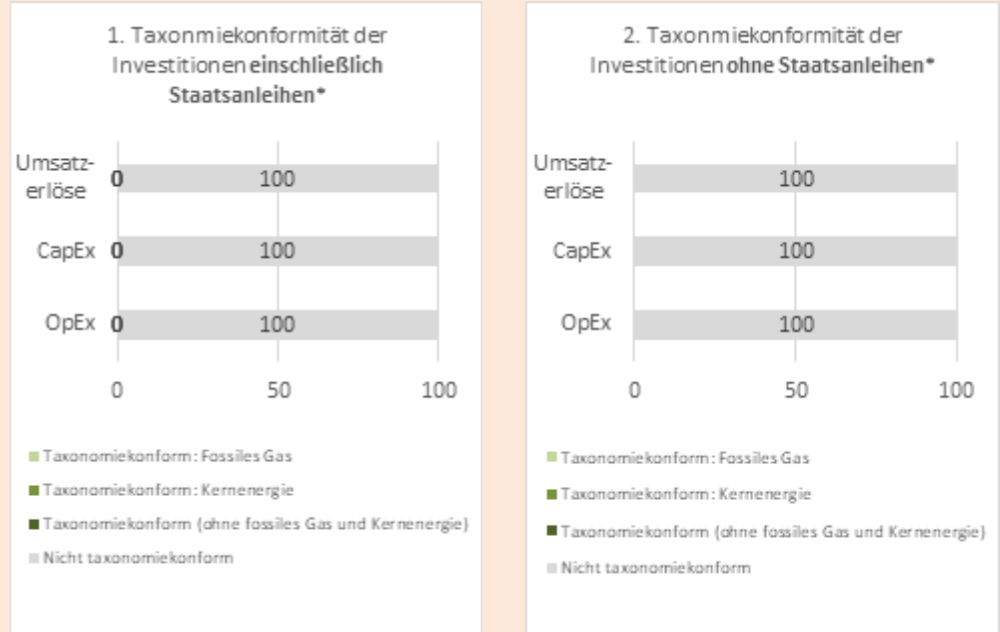 1. Taxonmiekonformität der
Investitionen einschließlich
Staatsanleihen*
Umsatz-
erlöse
0 100
CapEx 0 100
OpEx 0 100
0 50 100
Taxonomiekonform: Fossiles Gas
Taxonomiekonform: Kernenergie
Taxonomiekonform (ohne fossiles Gas und Kernenergie)
Nicht taxonomiekonform
2. Taxonmiekonformität der
Investitionen ohne Staatsanleihen*
Umsatz-
erlöse
100
CapEx 100
OpEx 100
0 50 100
Taxonomiekonform: Fossiles Gas
Taxonomiekonform: Kernenergie
Taxonomiekonform (ohne fossiles Gas und Kernenergie)
Nicht taxonomiekonform